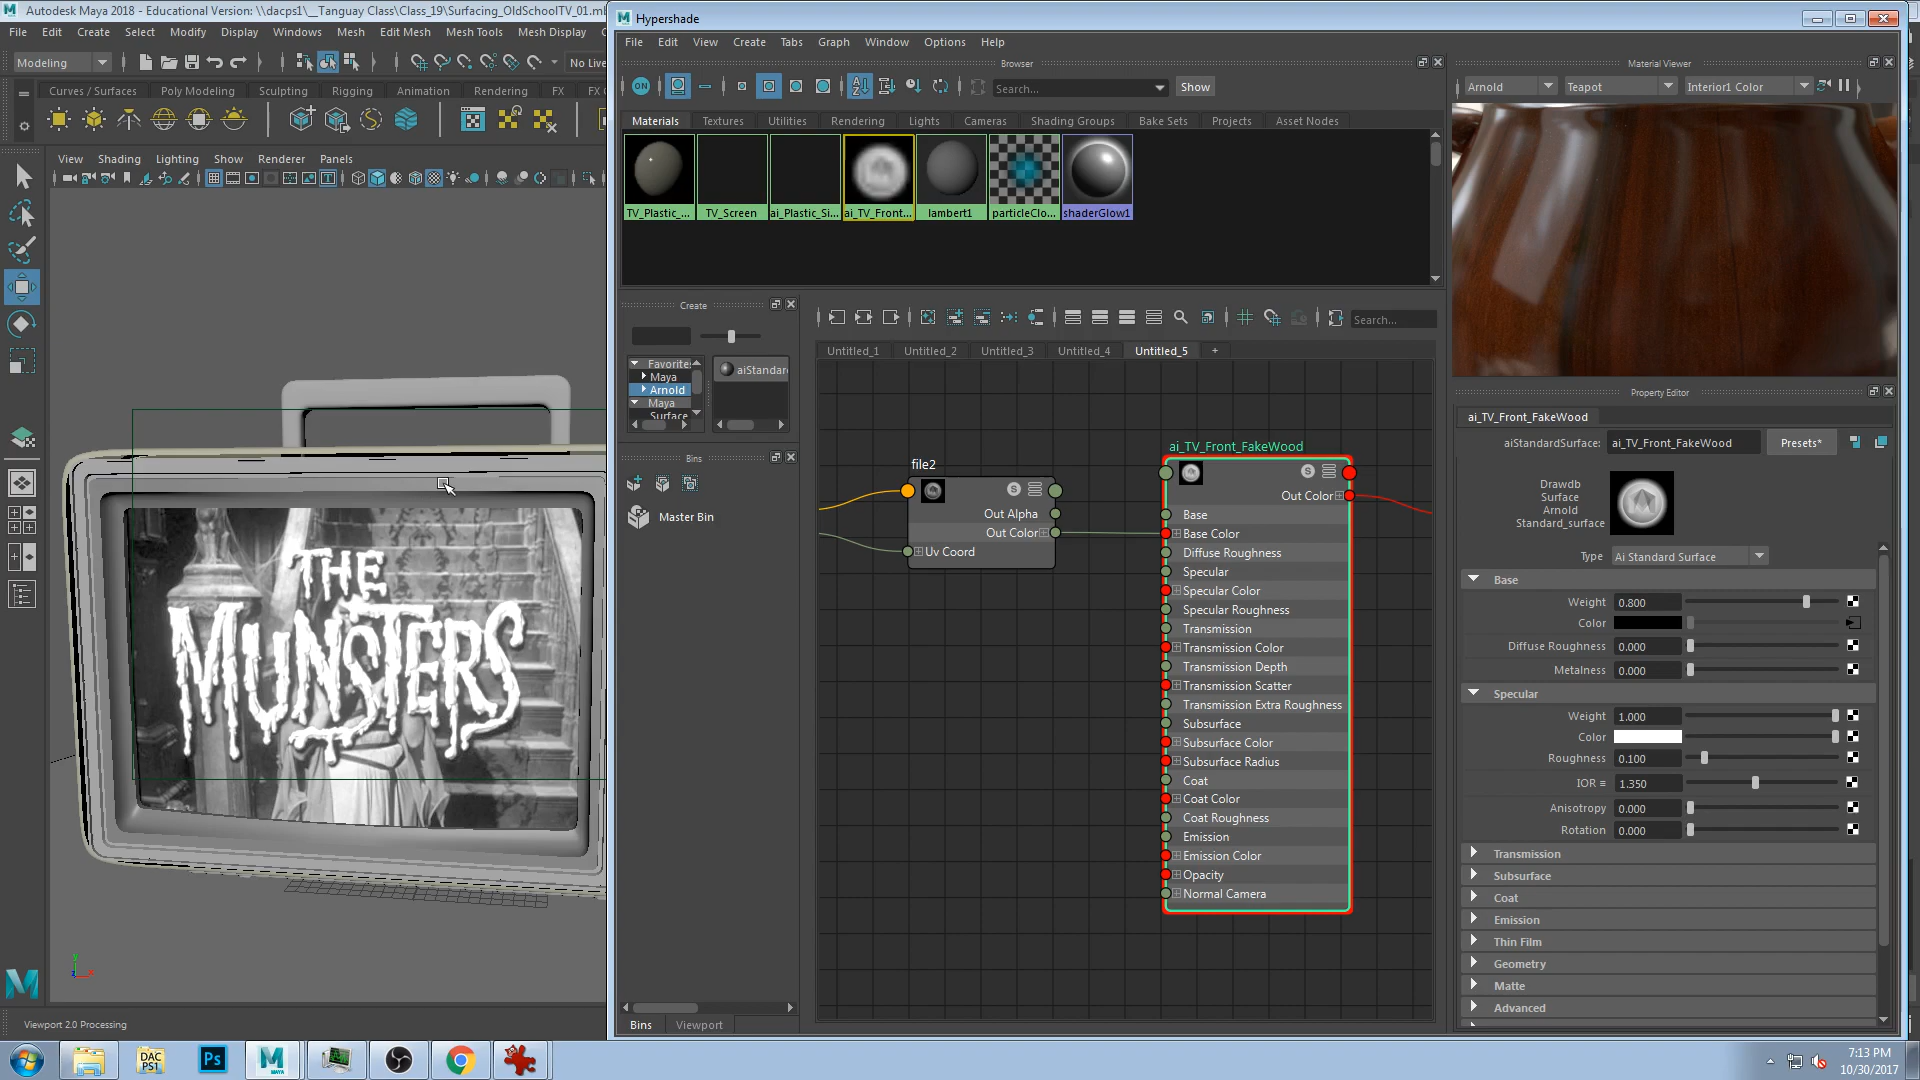 Autodesk Maya 2018 - Educational Version: \\dacps1\__Tanguay Class\Class_19\Surfacing_OldSchoolTV_01.mb
Hypershade
File Edit Create Select Modify Display Windows Mesh Edit Mesh Mesh Tools Mesh Display
File Edit View Create Tabs Graph Window Options Help
Modeling
No Live
Browser
Material Viewer
Curves / Surfaces Poly Modeling Sculpting Rigging Animation Rendering FX FX C
ON
Search...
Show
Arnold
Teapot
Interior1 Color
Materials Textures Utilities Rendering Lights Cameras Shading Groups Bake Sets Projects Asset Nodes
View Shading Lighting Show Renderer Panels
TV_Plastic_... TV_Screen ai_Plastic_Si... ai_TV_Front... lambert1 particleClo... shaderGlow1
Create
Search...
Untitled_1 Untitled_2 Untitled_3 Untitled_4 Untitled_5 +
Favorite
Maya
Arnold
Maya
Surface
aiStandar
Property Editor
ai_TV_Front_FakeWood
aiStandardSurface: ai_TV_Front_FakeWood Presets*
Bins
Master Bin
file2
Out Alpha
Out Color
Uv Coord
ai_TV_Front_FakeWood
Out Color
Base
Base Color
Diffuse Roughness
Specular
Specular Color
Specular Roughness
Transmission
Transmission Color
Transmission Depth
Transmission Scatter
Transmission Extra Roughness
Subsurface
Subsurface Color
Subsurface Radius
Coat
Coat Color
Coat Roughness
Emission
Emission Color
Opacity
Normal Camera
Drawdb
Surface
Arnold
Standard_surface
Type Ai Standard Surface
Base
Weight 0.800
Color
Diffuse Roughness 0.000
Metalness 0.000
Specular
Weight 1.000
Color
Roughness 0.100
IOR = 1.350
Anisotropy 0.000
Rotation 0.000
Transmission
Subsurface
Coat
Emission
Thin Film
Geometry
Matte
Advanced
THE
MUNSTERS
y
z x
Viewport 2.0 Processing
Bins Viewport
DAC
PS1
Ps
MAYA
7:13 PM
10/30/2017